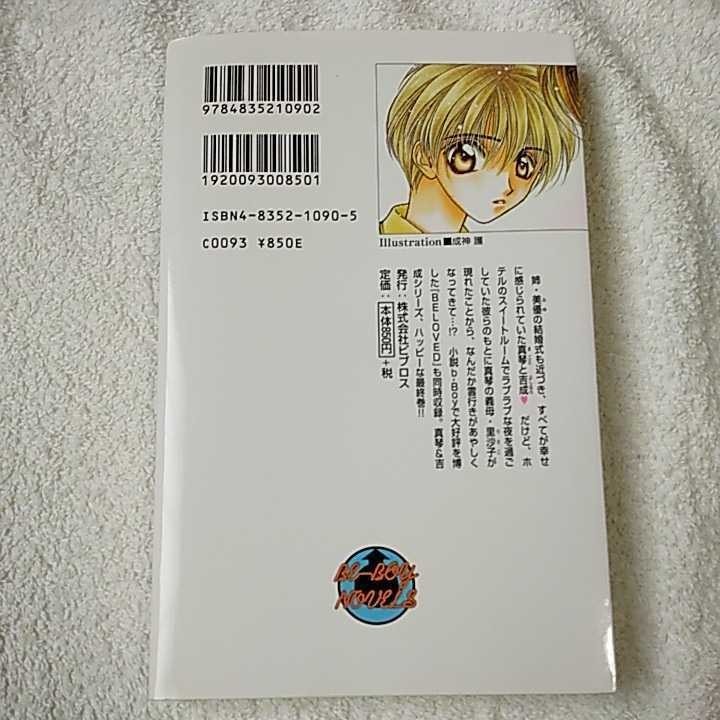 9784835210902
1920093008501
ISBN4-8352-1090-5
C0093 ¥850E
Illustration■成神 護
姉・美優の結婚式も近づき、すべてが幸せ
に感じられていた真琴と吉成♥ だけど、ホ
テルのスイートルームでラブラブな夜を過ご
していた彼らのもとに真琴の義母・里沙子が
現れたことから、なんだか雲行きがあやしく
なってきて…!? 小説b-Boyで大好評を博
した「BELOVED」も同時収録。真琴&吉
成シリーズ、ハッピーな最終巻!!
発行:株式会社ビブロス
定価:本体850円+税
BE-BOY
NOVELS